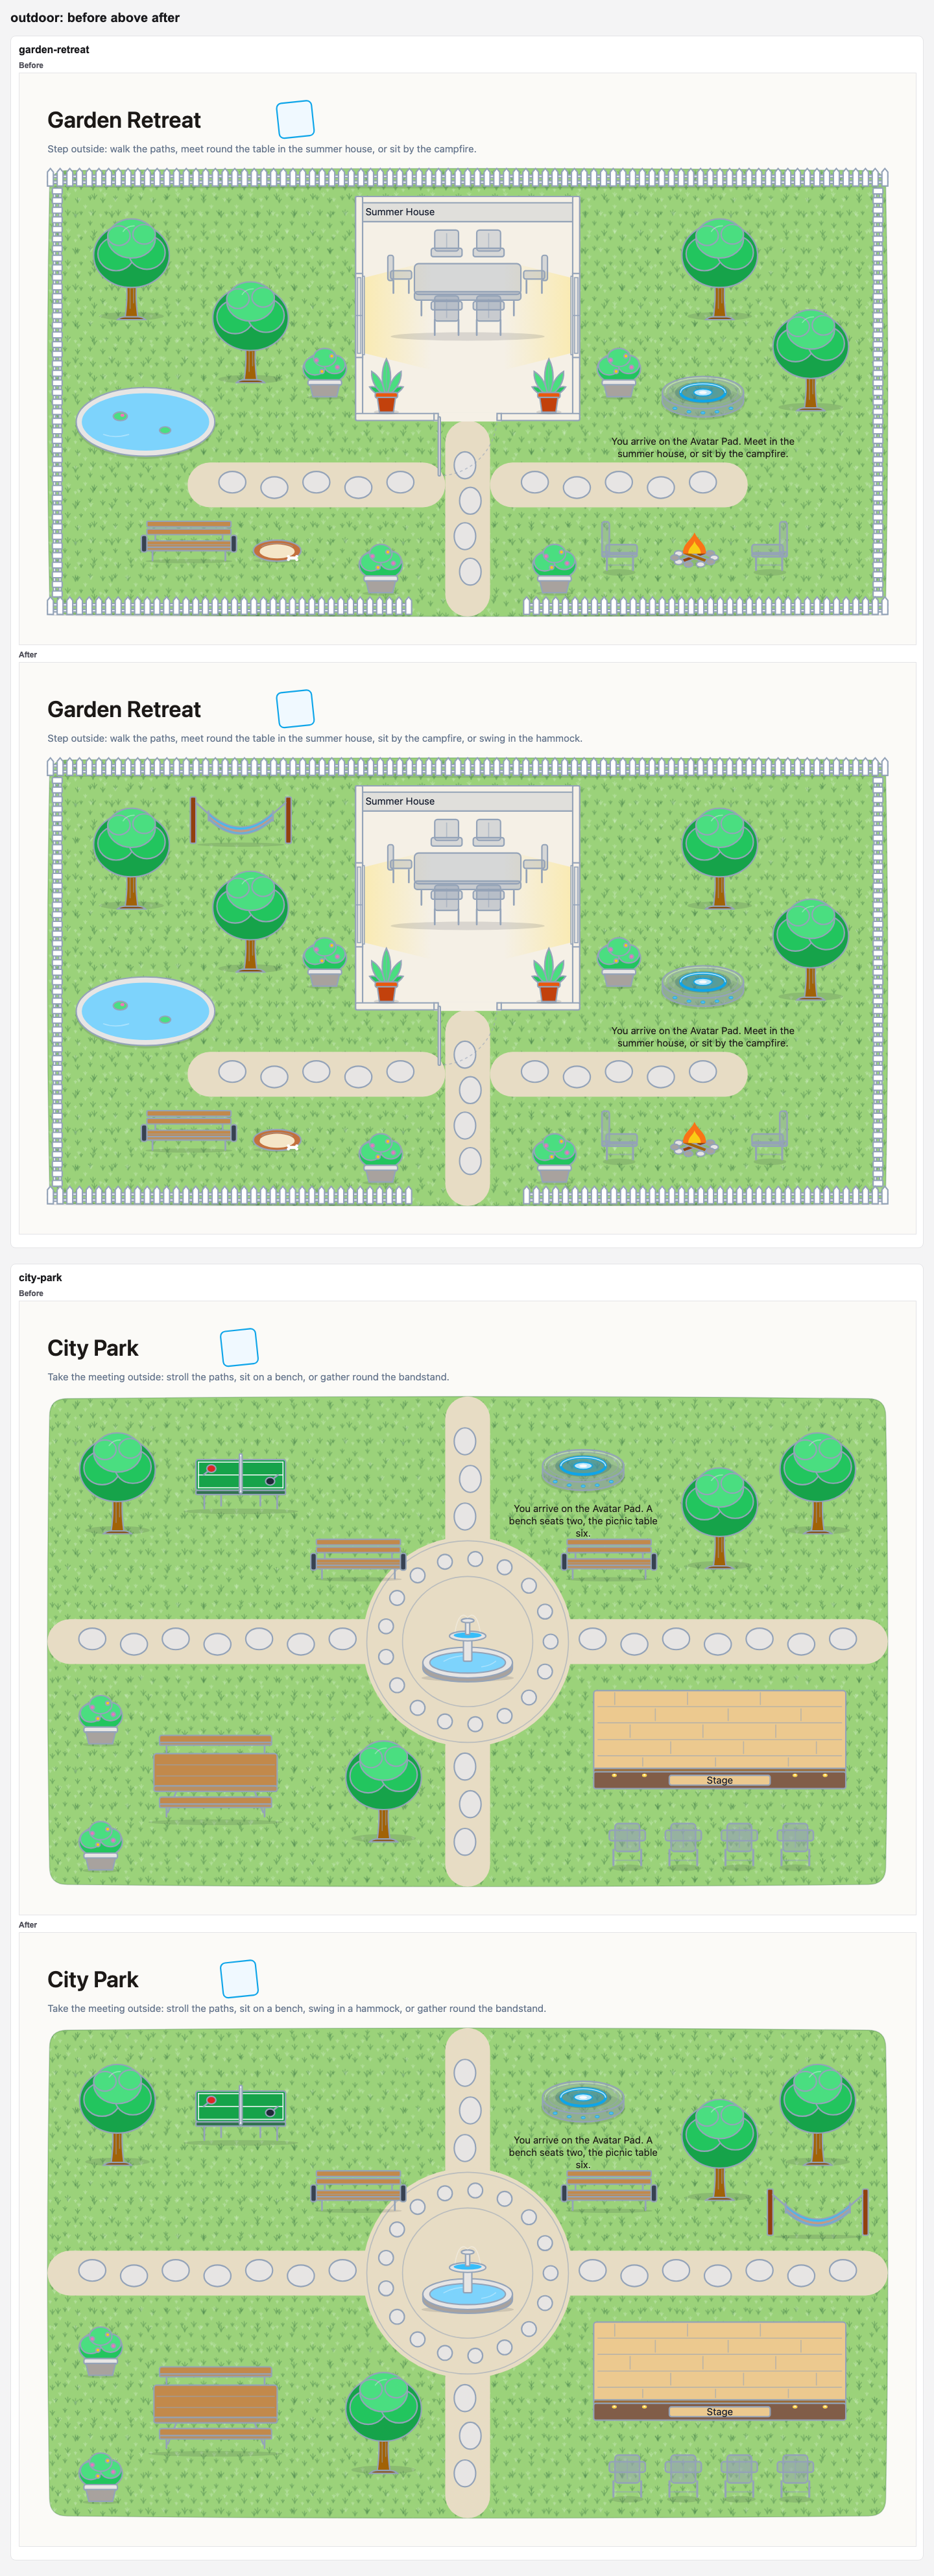 outdoor: before above after
garden-retreat
Before
Garden Retreat
Step outside: walk the paths, meet round the table in the summer house, or sit by the campfire.
Summer House
You arrive on the Avatar Pad. Meet in the
summer house, or sit by the campfire.
After
Garden Retreat
Step outside: walk the paths, meet round the table in the summer house, sit by the campfire, or swing in the hammock.
Summer House
You arrive on the Avatar Pad. Meet in the
summer house, or sit by the campfire.
city-park
Before
City Park
Take the meeting outside: stroll the paths, sit on a bench, or gather round the bandstand.
You arrive on the Avatar Pad. A
bench seats two, the picnic table
six.
Stage
After
City Park
Take the meeting outside: stroll the paths, sit on a bench, swing in a hammock, or gather round the bandstand.
You arrive on the Avatar Pad. A
bench seats two, the picnic table
six.
Stage